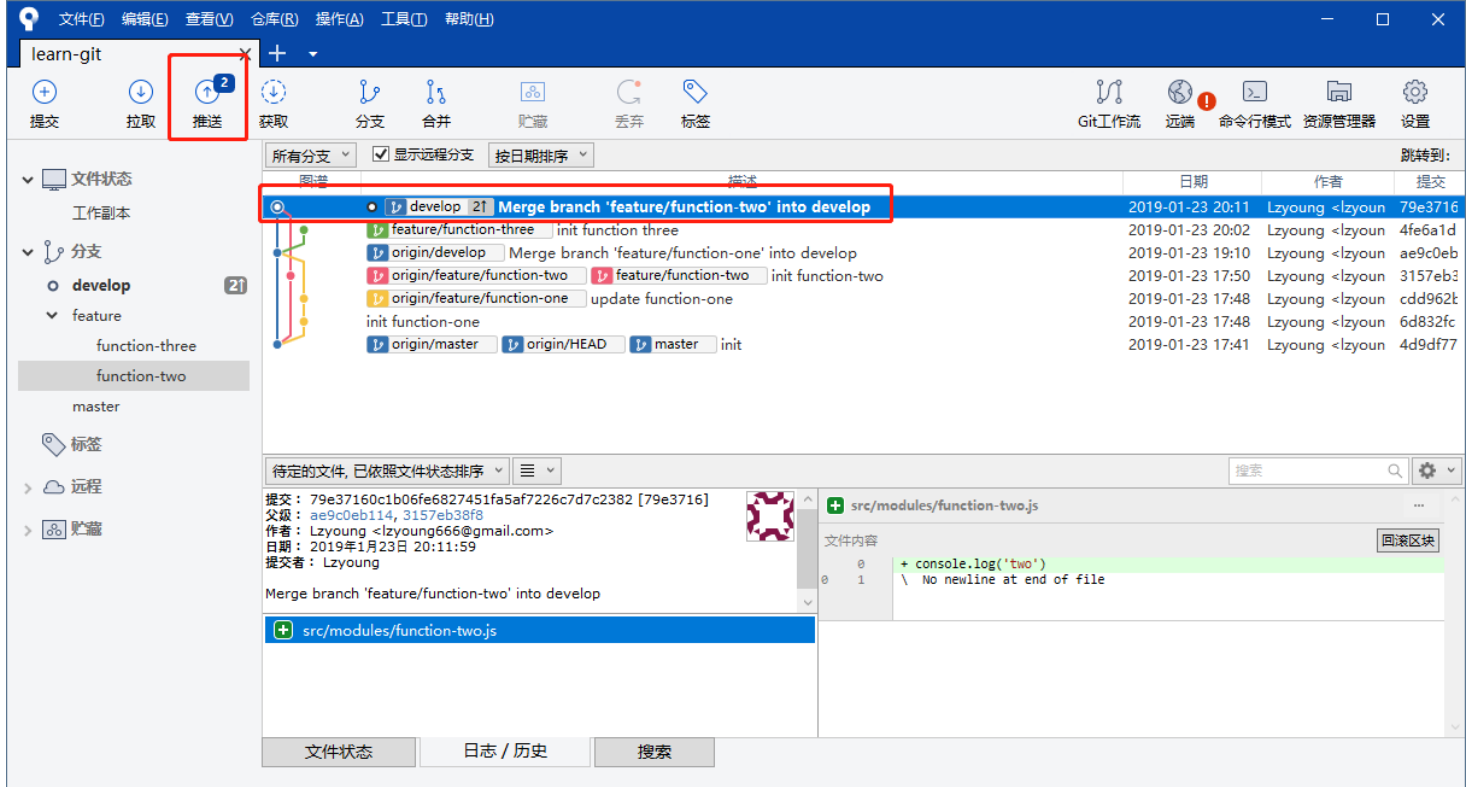 文件(F) 编辑(E) 查看(V) 仓库(R) 操作(A) 工具(T) 帮助(H)
learn-git
2
提交 拉取 推送 获取 分支 合并 贮藏 丢弃 标签 Git工作流 远端 命令行模式 资源管理器 设置
所有分支 显示远程分支 按日期排序 跳转到:
图谱 描述 日期 作者 提交
develop 2↑ Merge branch 'feature/function-two' into develop 2019-01-23 20:11 Lzyoung <lzyoun 79e3716
feature/function-three init function three 2019-01-23 20:02 Lzyoung <lzyoun 4fe6a1d
origin/develop Merge branch 'feature/function-one' into develop 2019-01-23 19:10 Lzyoung <lzyoun ae9c0eb
origin/feature/function-two feature/function-two init function-two 2019-01-23 17:50 Lzyoung <lzyoun 3157eb3
origin/feature/function-one update function-one 2019-01-23 17:48 Lzyoung <lzyoun cdd962b
init function-one 2019-01-23 17:48 Lzyoung <lzyoun 6d832fc
origin/master origin/HEAD master init 2019-01-23 17:41 Lzyoung <lzyoun 4d9df77
文件状态
工作副本
分支
develop 2↑
feature
function-three
function-two
master
标签
远程
贮藏
待定的文件, 已依照文件状态排序 搜索
提交: 79e37160c1b06fe6827451fa5af7226c7d7c2382 [79e3716]
父级: ae9c0eb114, 3157eb38f8
作者: Lzyoung <lzyoung666@gmail.com>
日期: 2019年1月23日 20:11:59
提交者: Lzyoung
Merge branch 'feature/function-two' into develop
src/modules/function-two.js
src/modules/function-two.js ...
文件内容 回滚区块
0 + console.log('two')
0 1 \ No newline at end of file
文件状态 日志 / 历史 搜索